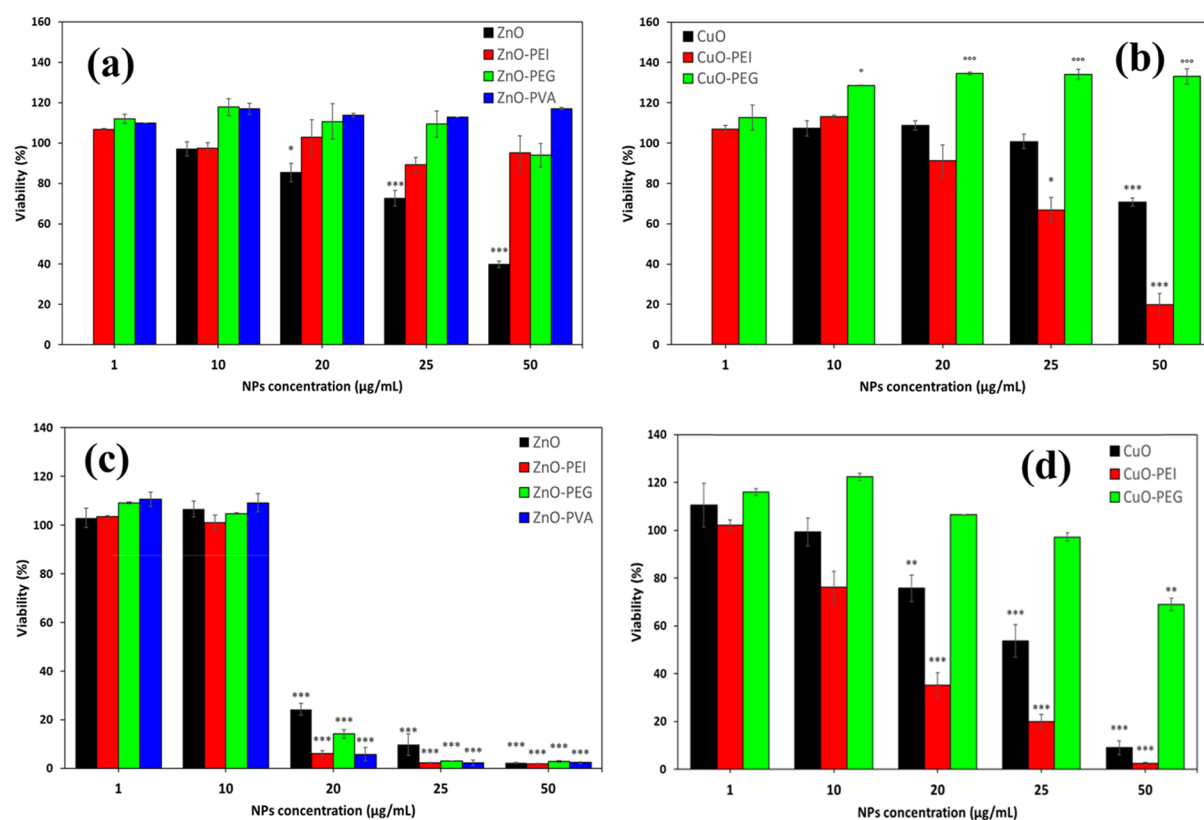 (a)
ZnO
ZnO-PEI
ZnO-PEG
ZnO-PVA
Viability (%)
160
140
120
100
80
60
40
20
0
*
***
***
1 10 20 25 50
NPs concentration (µg/mL)
(b)
CuO
CuO-PEI
CuO-PEG
Viability (%)
160
140
120
100
80
60
40
20
0
° °°° °°° °°°
*
***
***
1 10 20 25 50
NPs concentration (µg/mL)
(c)
ZnO
ZnO-PEI
ZnO-PEG
ZnO-PVA
Viability (%)
140
120
100
80
60
40
20
0
*** *** *** ***
*** *** *** ***
*** *** *** ***
1 10 20 25 50
NPs concentration (µg/mL)
(d)
CuO
CuO-PEI
CuO-PEG
Viability (%)
140
120
100
80
60
40
20
0
** ***
*** ***
*** *** **
1 10 20 25 50
NPs concentration (µg/mL)